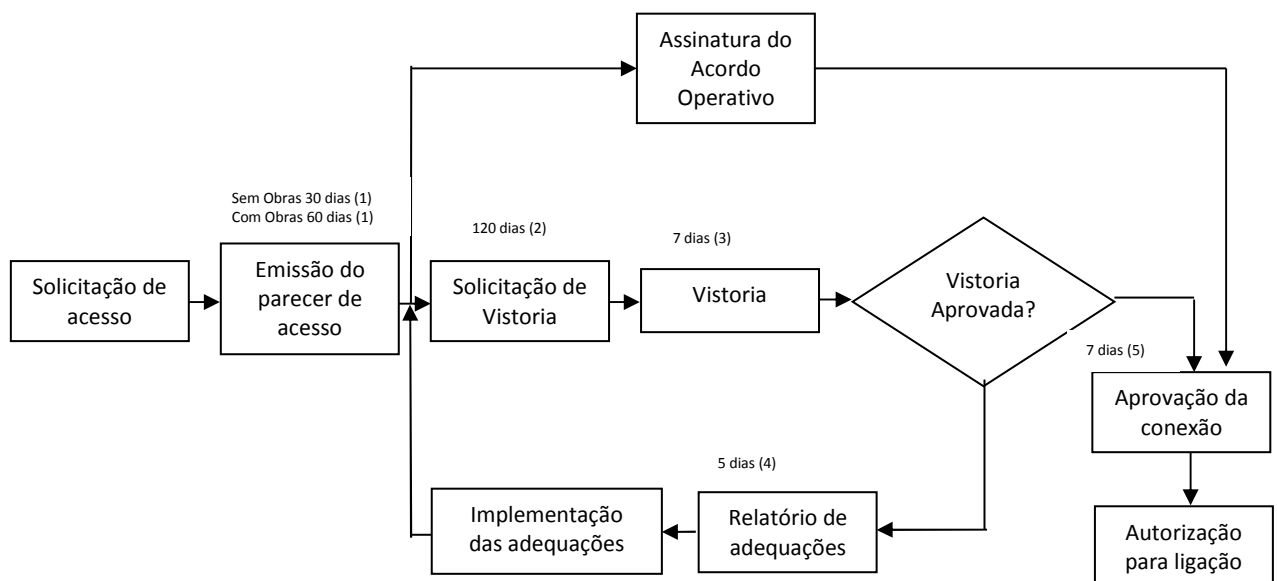 Assinatura do
Acordo
Operativo
Sem Obras 30 dias (1)
Com Obras 60 dias (1)
120 dias (2)
7 dias (3)
Solicitação de
acesso
Emissão do
parecer de
acesso
Solicitação de
Vistoria
Vistoria
Vistoria
Aprovada?
7 dias (5)
Aprovação da
conexão
5 dias (4)
Implementação
das adequações
Relatório de
adequações
Autorização
para ligação